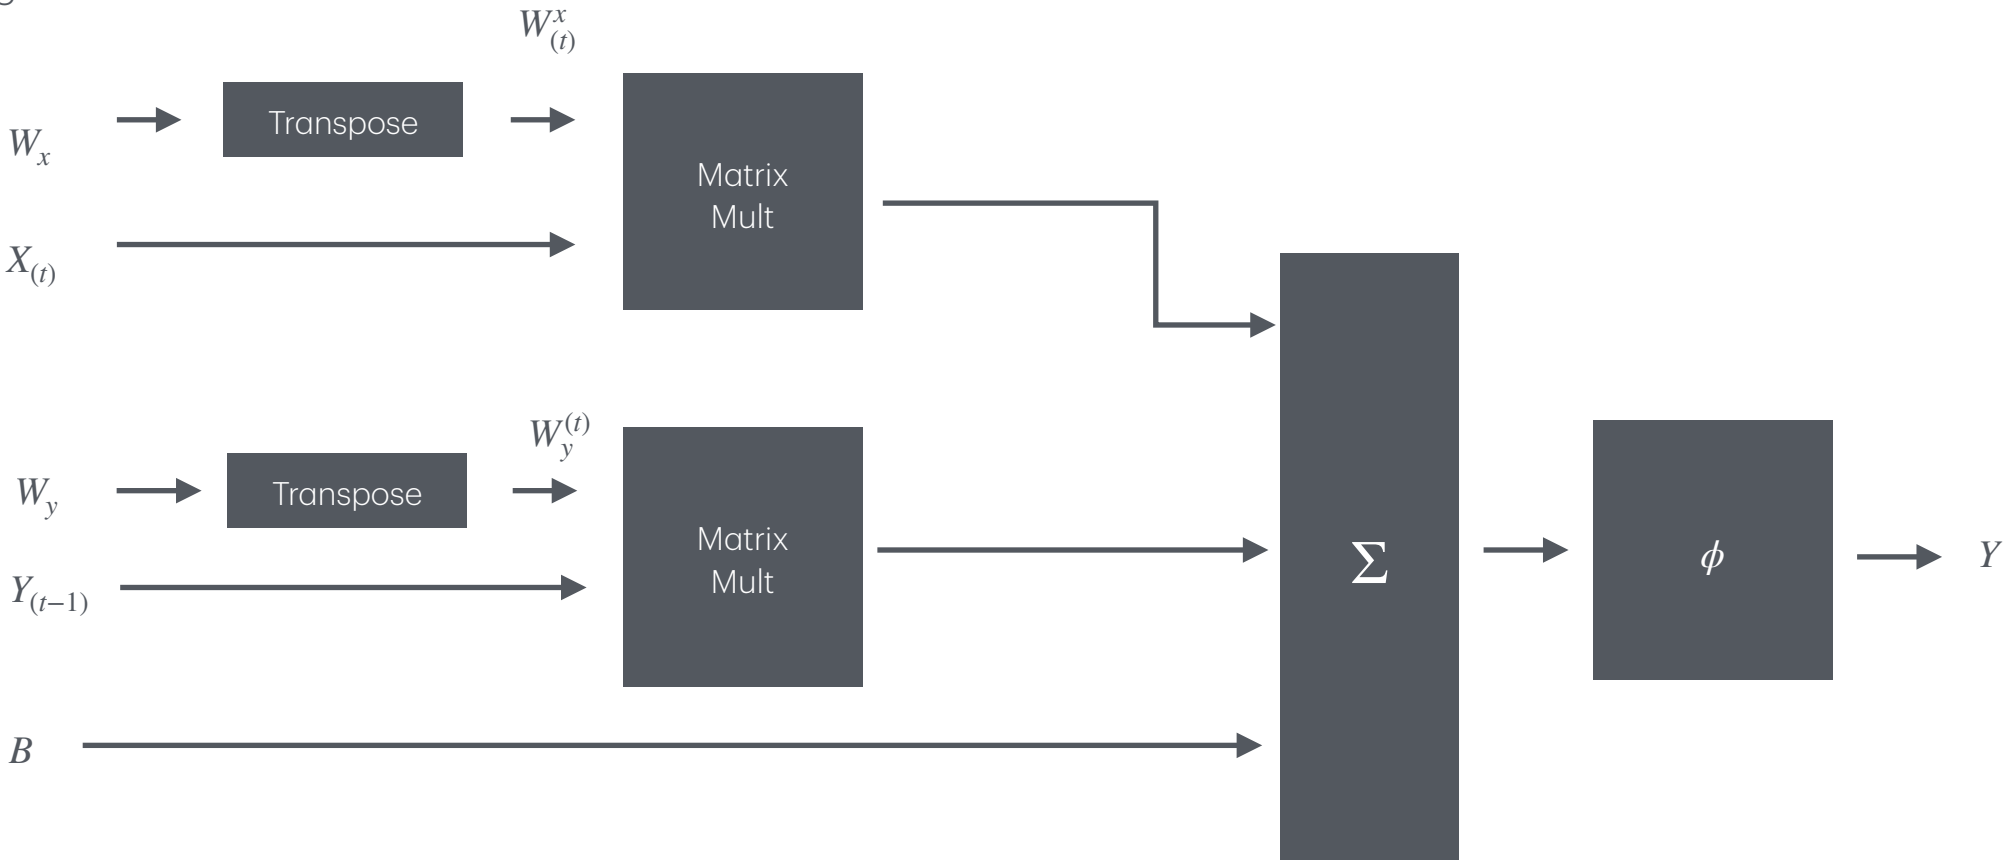 W^x_(t)
Transpose
W_x
Matrix
Mult
X_(t)
W_y^(t)
Transpose
W_y
Matrix
Mult
Σ
ϕ
Y
Y_(t−1)
B